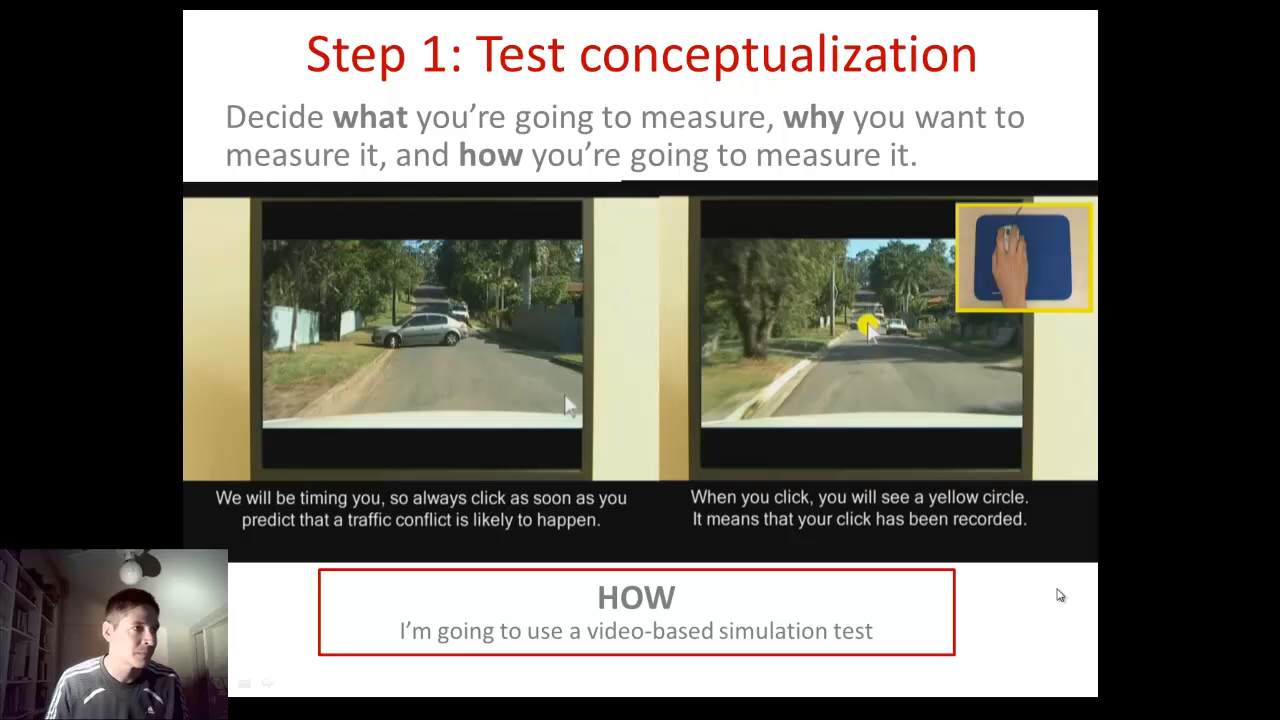 Step 1: Test conceptualization
Decide what you're going to measure, why you want to
measure it, and how you're going to measure it.
We will be timing you, so always click as soon as you
predict that a traffic conflict is likely to happen.
When you click, you will see a yellow circle.
It means that your click has been recorded.
HOW
I'm going to use a video-based simulation test